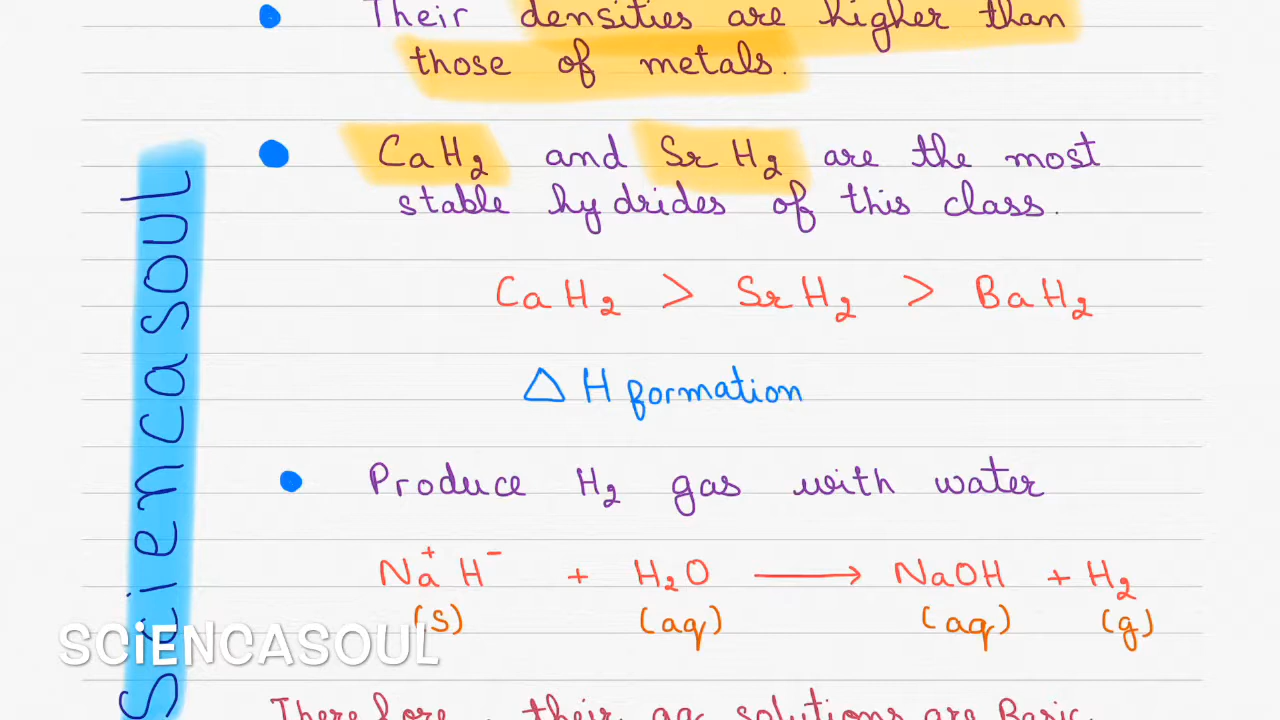 Their densities are higher than
those of metals.
CaH2 and SrH2 are the most
stable hydrides of this class.
CaH2 > SrH2 > BaH2
△ H formation
Produce H2 gas with water
Na+ H- + H2O ⟶ NaOH + H2
(s) (aq) (aq) (g)
Therefore, their aq solutions are Basic.
Sciencasoul
SCiENCASOUL